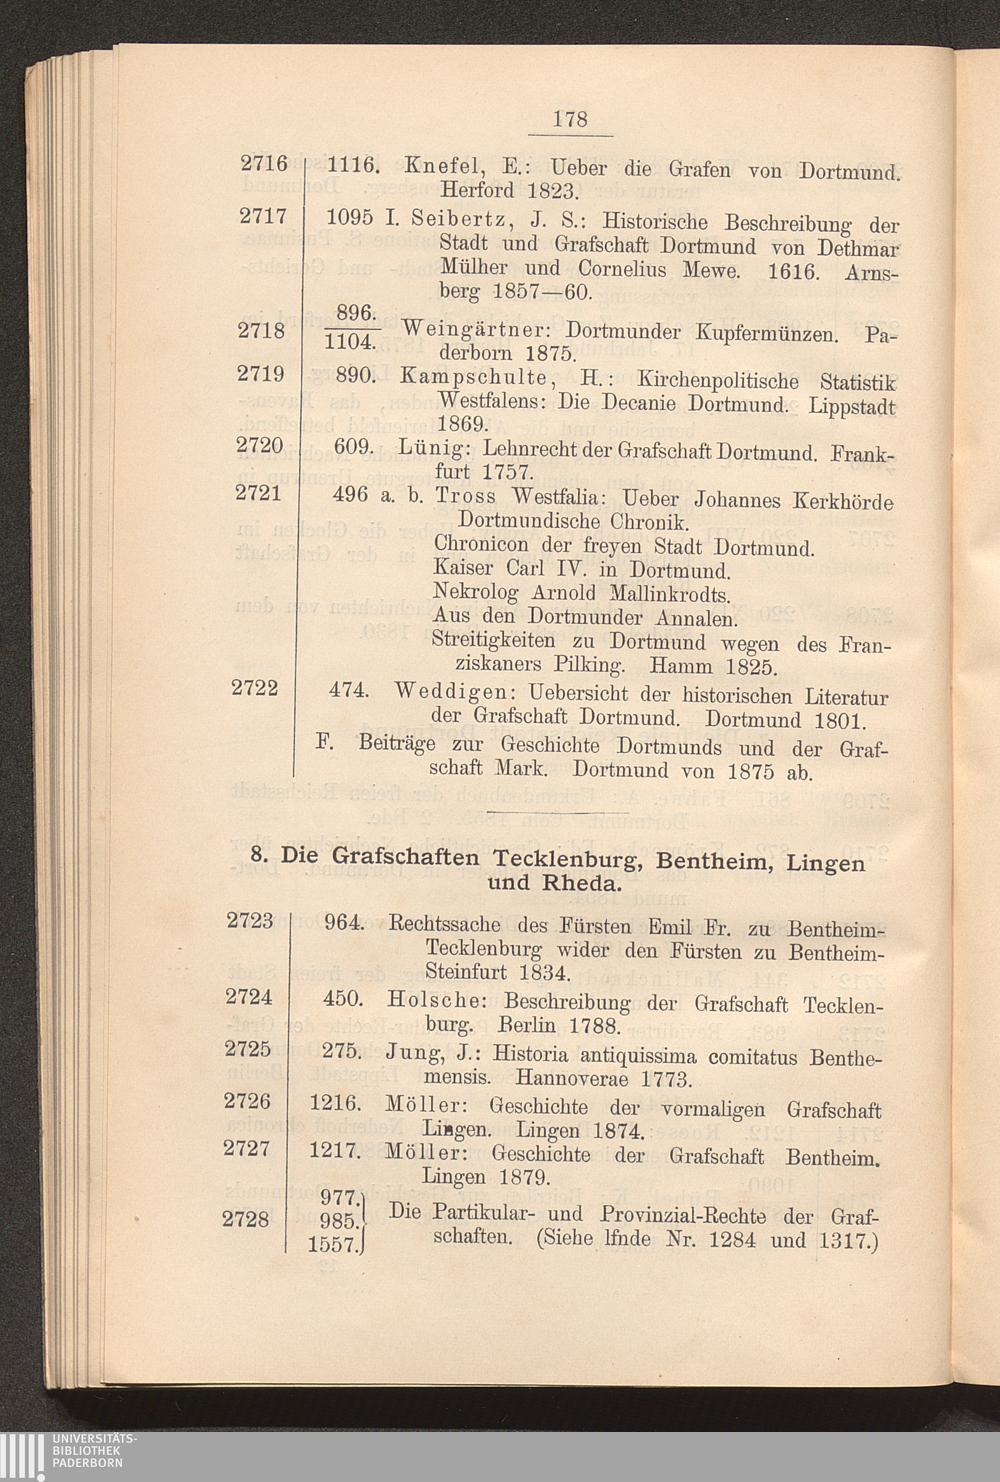 178
2716 1116. Knefel, E.: Ueber die Grafen von Dortmund.
Herford 1823.
2717 1095 I. Seibertz, J. S.: Historische Beschreibung der
Stadt und Grafschaft Dortmund von Dethmar
Mülher und Cornelius Mewe. 1616. Arns-
berg 1857—60.
896.
2718 1104. Weingärtner: Dortmunder Kupfermünzen. Pa-
derborn 1875.
2719 890. Kampschulte, H.: Kirchenpolitische Statistik
Westfalens: Die Decanie Dortmund. Lippstadt
1869.
2720 609. Lünig: Lehnrecht der Grafschaft Dortmund. Frank-
furt 1757.
2721 496 a. b. Tross Westfalia: Ueber Johannes Kerkhörde
Dortmundische Chronik.
Chronicon der freyen Stadt Dortmund.
Kaiser Carl IV. in Dortmund.
Nekrolog Arnold Mallinkrodts.
Aus den Dortmunder Annalen.
Streitigkeiten zu Dortmund wegen des Fran-
ziskaners Pilking. Hamm 1825.
2722 474. Weddigen: Uebersicht der historischen Literatur
der Grafschaft Dortmund. Dortmund 1801.
F. Beiträge zur Geschichte Dortmunds und der Graf-
schaft Mark. Dortmund von 1875 ab.
8. Die Grafschaften Tecklenburg, Bentheim, Lingen
und Rheda.
2723 964. Rechtssache des Fürsten Emil Fr. zu Bentheim-
Tecklenburg wider den Fürsten zu Bentheim-
Steinfurt 1834.
2724 450. Holsche: Beschreibung der Grafschaft Tecklen-
burg. Berlin 1788.
2725 275. Jung, J.: Historia antiquissima comitatus Benthe-
mensis. Hannoverae 1773.
2726 1216. Möller: Geschichte der vormaligen Grafschaft
Lingen. Lingen 1874.
2727 1217. Möller: Geschichte der Grafschaft Bentheim.
Lingen 1879.
977.
2728 985. Die Partikular- und Provinzial-Rechte der Graf-
1557. schaften. (Siehe lfnde Nr. 1284 und 1317.)
UNIVERSITÄTS-
BIBLIOTHEK
PADERBORN